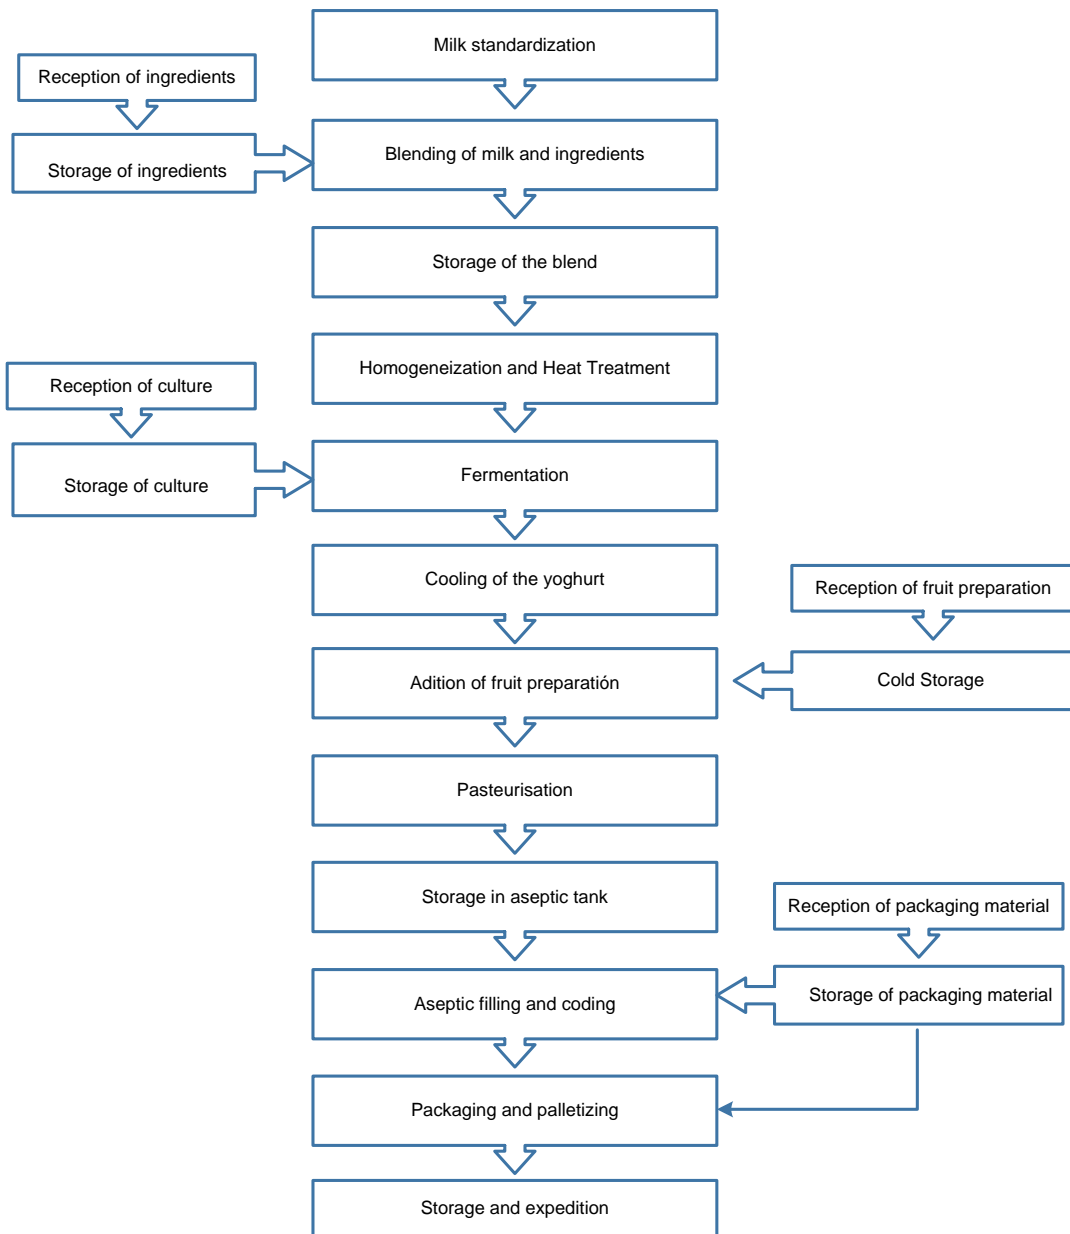 Milk standardization
Reception of ingredients
Blending of milk and ingredients
Storage of ingredients
Storage of the blend
Homogeneization and Heat Treatment
Reception of culture
Fermentation
Storage of culture
Cooling of the yoghurt
Reception of fruit preparation
Adition of fruit preparatión
Cold Storage
Pasteurisation
Storage in aseptic tank
Reception of packaging material
Aseptic filling and coding
Storage of packaging material
Packaging and palletizing
Storage and expedition